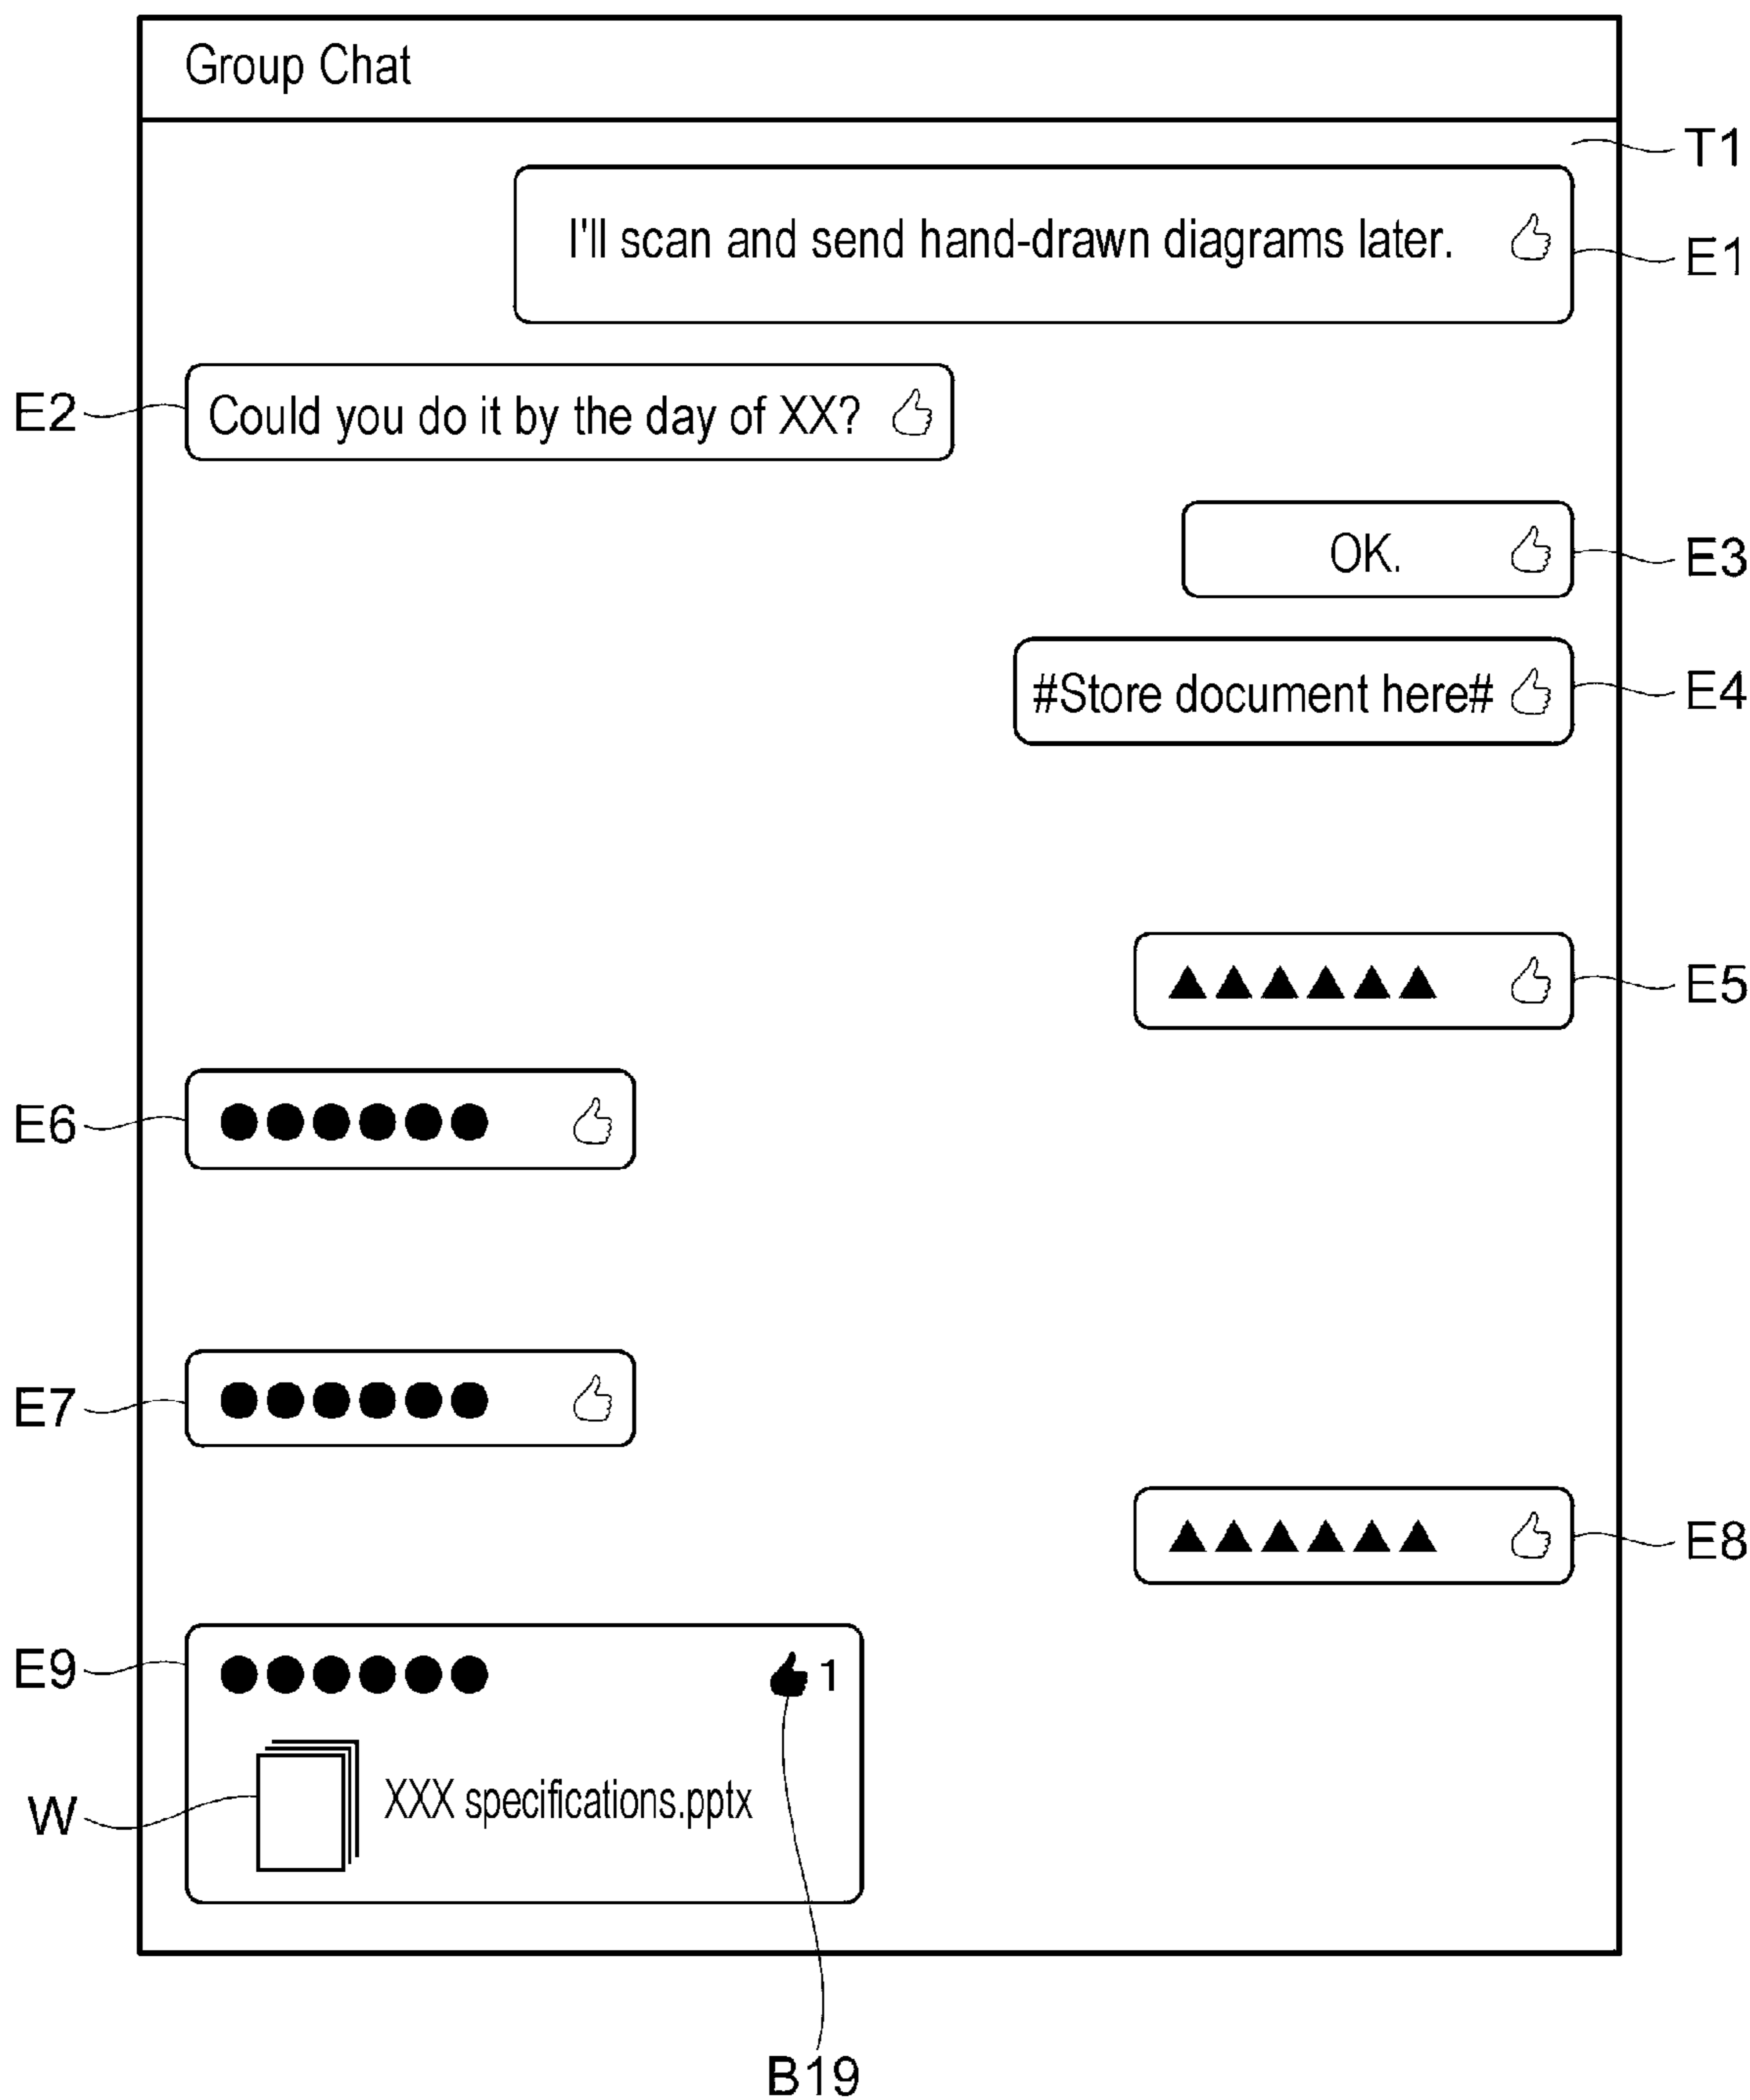 Group Chat
T1
I'll scan and send hand-drawn diagrams later.
E1
E2
Could you do it by the day of XX?
OK.
E3
#Store document here#
E4
▲▲▲▲▲▲
E5
E6
●●●●●●
E7
●●●●●●
▲▲▲▲▲▲
E8
E9
●●●●●●
1
W
XXX specifications.pptx
B19